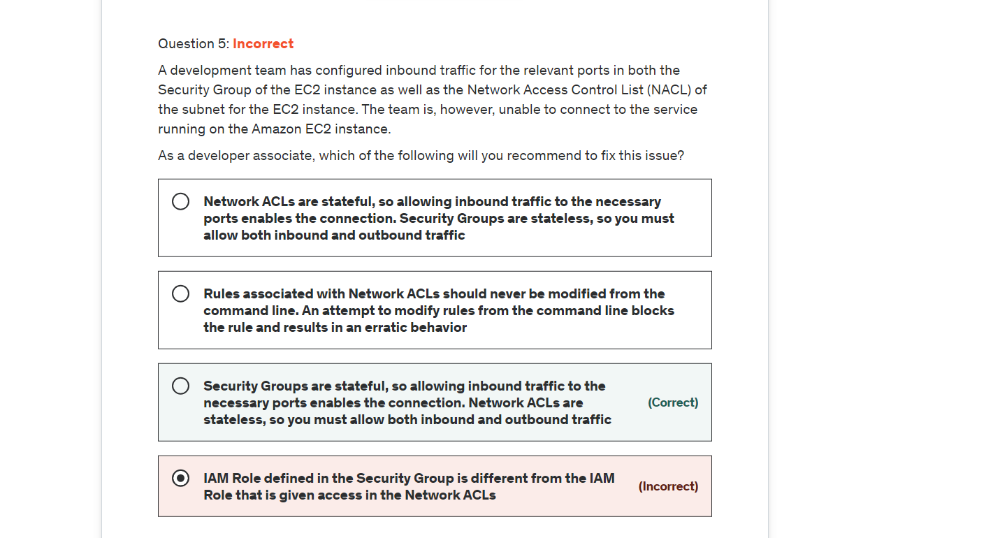 Question 5: Incorrect
A development team has configured inbound traffic for the relevant ports in both the
Security Group of the EC2 instance as well as the Network Access Control List (NACL) of
the subnet for the EC2 instance. The team is, however, unable to connect to the service
running on the Amazon EC2 instance.
As a developer associate, which of the following will you recommend to fix this issue?
Network ACLs are stateful, so allowing inbound traffic to the necessary
ports enables the connection. Security Groups are stateless, so you must
allow both inbound and outbound traffic
Rules associated with Network ACLs should never be modified from the
command line. An attempt to modify rules from the command line blocks
the rule and results in an erratic behavior
Security Groups are stateful, so allowing inbound traffic to the
necessary ports enables the connection. Network ACLs are
stateless, so you must allow both inbound and outbound traffic
(Correct)
IAM Role defined in the Security Group is different from the IAM
Role that is given access in the Network ACLs
(Incorrect)